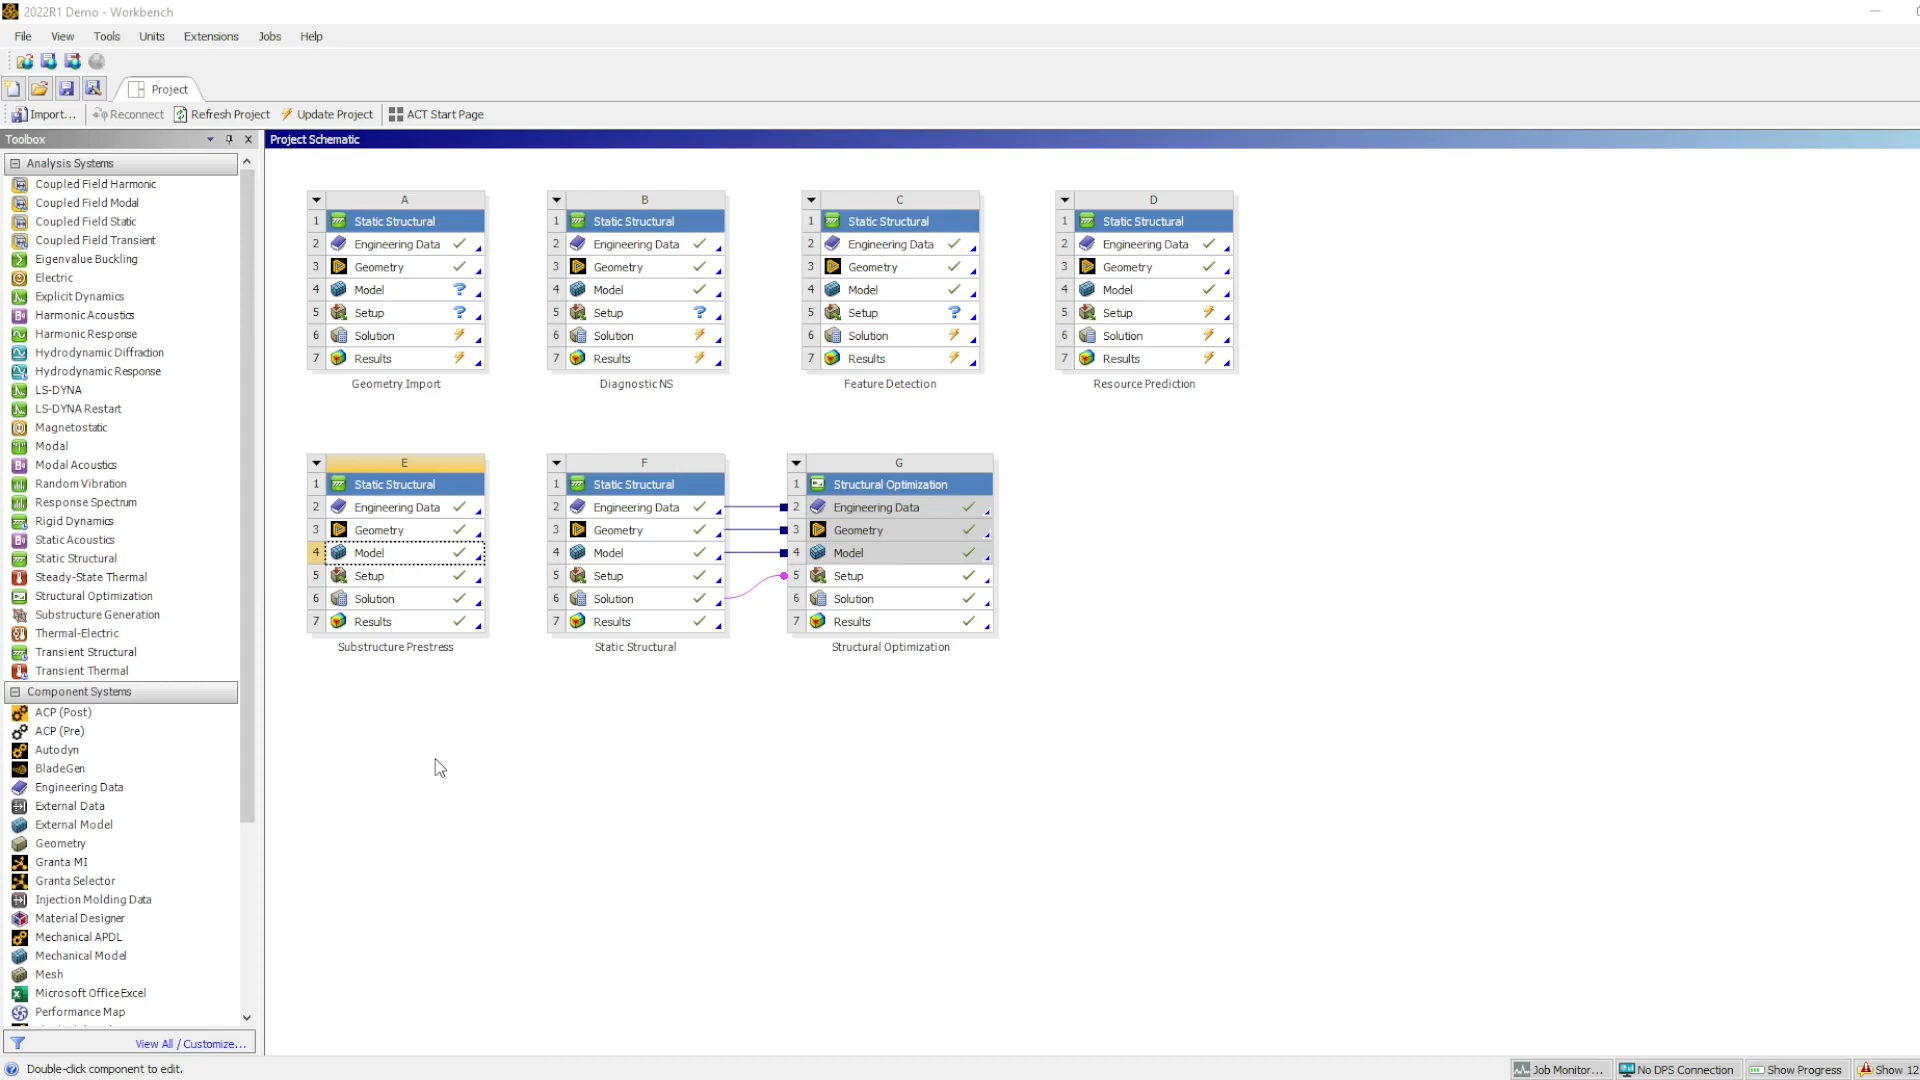 2022R1 Demo - Workbench
File View Tools Units Extensions Jobs Help
Project
Import... Reconnect Refresh Project Update Project ACT Start Page
Toolbox
Analysis Systems
Coupled Field Harmonic
Coupled Field Modal
Coupled Field Static
Coupled Field Transient
Eigenvalue Buckling
Electric
Explicit Dynamics
Harmonic Acoustics
Harmonic Response
Hydrodynamic Diffraction
Hydrodynamic Response
LS-DYNA
LS-DYNA Restart
Magnetostatic
Modal
Modal Acoustics
Random Vibration
Response Spectrum
Rigid Dynamics
Static Acoustics
Static Structural
Steady-State Thermal
Structural Optimization
Substructure Generation
Thermal-Electric
Transient Structural
Transient Thermal
Component Systems
ACP (Post)
ACP (Pre)
Autodyn
BladeGen
Engineering Data
External Data
External Model
Geometry
Granta MI
Granta Selector
Injection Molding Data
Material Designer
Mechanical APDL
Mechanical Model
Mesh
Microsoft Office Excel
Performance Map
View All / Customize...
Project Schematic
A
1 Static Structural
2 Engineering Data
3 Geometry
4 Model ?
5 Setup ?
6 Solution
7 Results
Geometry Import
B
1 Static Structural
2 Engineering Data
3 Geometry
4 Model
5 Setup ?
6 Solution
7 Results
Diagnostic NS
C
1 Static Structural
2 Engineering Data
3 Geometry
4 Model
5 Setup ?
6 Solution
7 Results
Feature Detection
D
1 Static Structural
2 Engineering Data
3 Geometry
4 Model
5 Setup
6 Solution
7 Results
Resource Prediction
E
1 Static Structural
2 Engineering Data
3 Geometry
4 Model
5 Setup
6 Solution
7 Results
Substructure Prestress
F
1 Static Structural
2 Engineering Data
3 Geometry
4 Model
5 Setup
6 Solution
7 Results
Static Structural
G
1 Structural Optimization
2 Engineering Data
3 Geometry
4 Model
5 Setup
6 Solution
7 Results
Structural Optimization
Double-click component to edit.
Job Monitor... No DPS Connection Show Progress Show 12